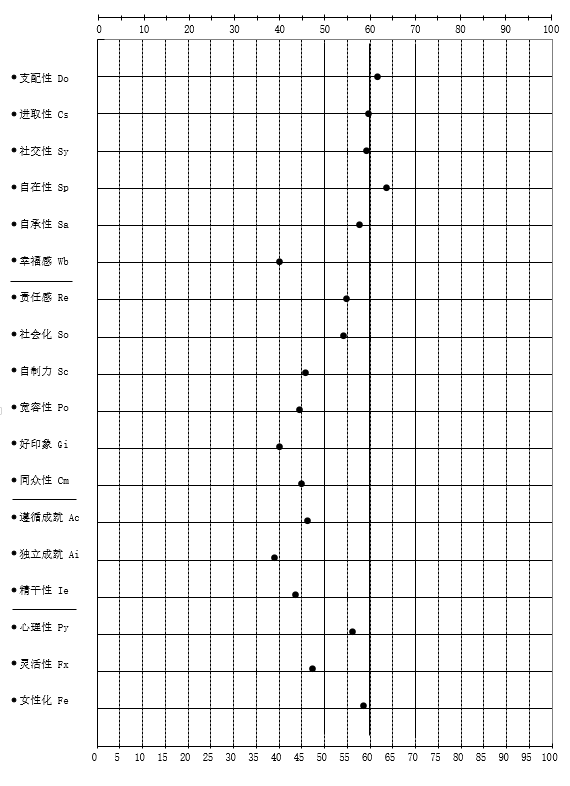 0 10 20 30 40 50 60 70 80 90 100
• 支配性 Do
• 进取性 Cs
• 社交性 Sy
• 自在性 Sp
• 自承性 Sa
• 幸福感 Wb
• 责任感 Re
• 社会化 So
• 自制力 Sc
• 宽容性 Po
• 好印象 Gi
• 同众性 Cm
• 遵循成就 Ac
• 独立成就 Ai
• 精干性 Ie
• 心理性 Py
• 灵活性 Fx
• 女性化 Fe
0 5 10 15 20 25 30 35 40 45 50 55 60 65 70 75 80 85 90 95 100